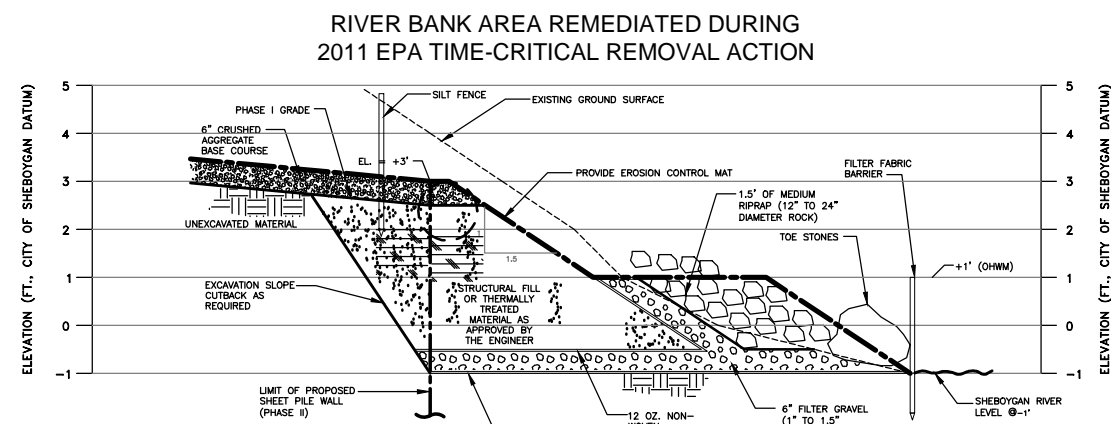 RIVER BANK AREA REMEDIATED DURING
2011 EPA TIME-CRITICAL REMOVAL ACTION
ELEVATION (FT., CITY OF SHEBOYGAN DATUM)
5
4
3
2
1
0
-1
SILT FENCE
EXISTING GROUND SURFACE
PHASE I GRADE
6" CRUSHED
AGGREGATE
BASE COURSE
EL. = +3'
PROVIDE EROSION CONTROL MAT
FILTER FABRIC
BARRIER
1.5' OF MEDIUM
RIPRAP (12" TO 24"
DIAMETER ROCK)
TOE STONES
UNEXCAVATED MATERIAL
1
1.5
+1' (OHWM)
EXCAVATION SLOPE
CUTBACK AS
REQUIRED
STRUCTURAL FILL
OR THERMALLY
TREATED
MATERIAL AS
APPROVED BY
THE ENGINEER
LIMIT OF PROPOSED
SHEET PILE WALL
(PHASE II)
12 OZ. NON-
6" FILTER GRAVEL
(1" TO 1.5"
SHEBOYGAN RIVER
LEVEL @-1'
5
4
3
2
1
0
-1
ELEVATION (FT., CITY OF SHEBOYGAN DATUM)